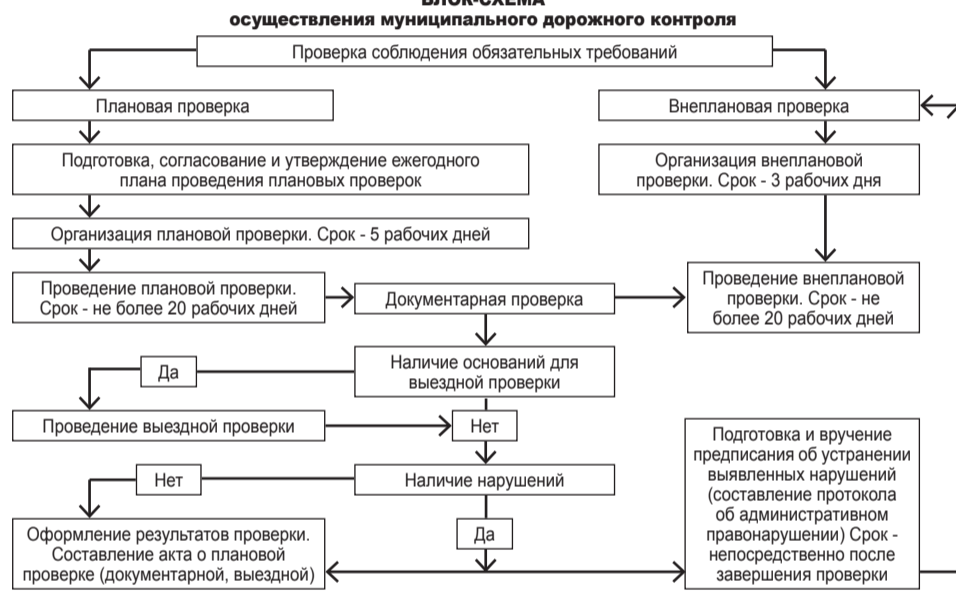 БЛОК-СХЕМА
осуществления муниципального дорожного контроля
Проверка соблюдения обязательных требований
Плановая проверка
Внеплановая проверка
Подготовка, согласование и утверждение ежегодного
плана проведения плановых проверок
Организация внеплановой
проверки. Срок - 3 рабочих дня
Организация плановой проверки. Срок - 5 рабочих дней
Проведение плановой проверки.
Срок - не более 20 рабочих дней
Документарная проверка
Проведение внеплановой
проверки. Срок - не
более 20 рабочих дней
Наличие оснований для
выездной проверки
Да
Проведение выездной проверки
Нет
Наличие нарушений
Нет
Да
Оформление результатов проверки.
Составление акта о плановой
проверке (документарной, выездной)
Подготовка и вручение
предписания об устранении
выявленных нарушений
(составление протокола
об административном
правонарушении) Срок -
непосредственно после
завершения проверки